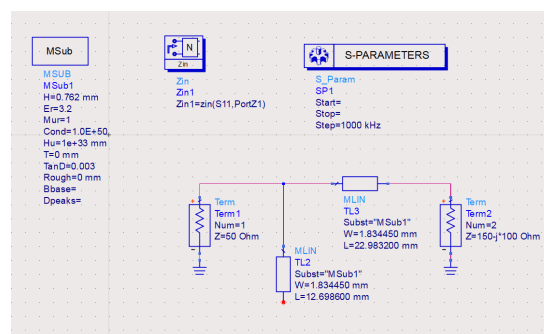 MSub
MSUB
MSub1
H=0.762 mm
Er=3.2
Mur=1
Cond=1.0E+50
Hu=1e+33 mm
T=0 mm
TanD=0.003
Rough=0 mm
Bbase=
Dpeaks=
N
Zin
Zin
Zin1
Zin1=zin(S11,PortZ1)
S-PARAMETERS
S_Param
SP1
Start=
Stop=
Step=1000 kHz
Term
Term1
Num=1
Z=50 Ohm
MLIN
TL2
Subst="MSub1"
W=1.834450 mm
L=12.698600 mm
MLIN
TL3
Subst="MSub1"
W=1.834450 mm
L=22.983200 mm
Term
Term2
Num=2
Z=150-j*100 Ohm